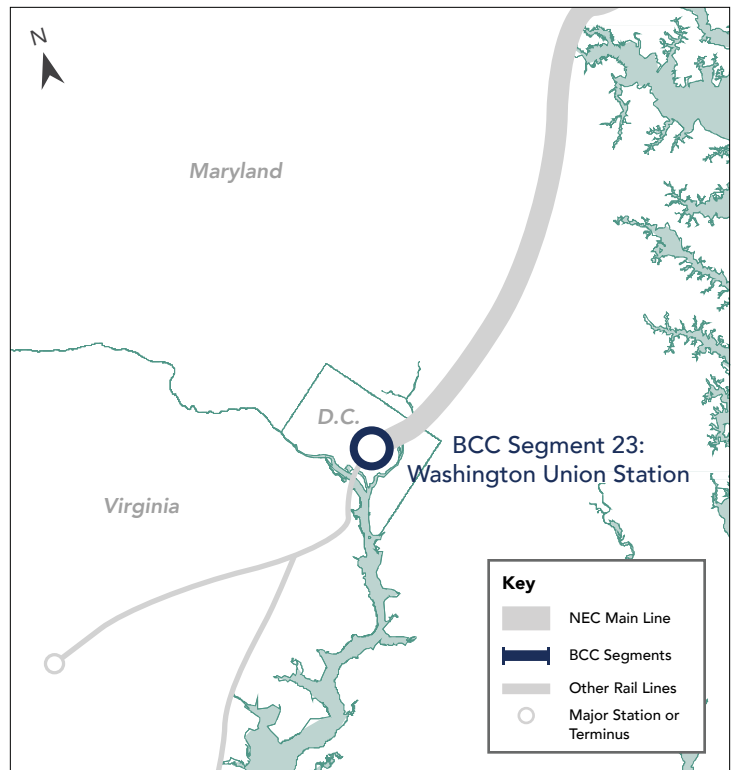 N
Maryland
D.C.
BCC Segment 23:
Washington Union Station
Virginia
Key
NEC Main Line
BCC Segments
Other Rail Lines
Major Station or
Terminus